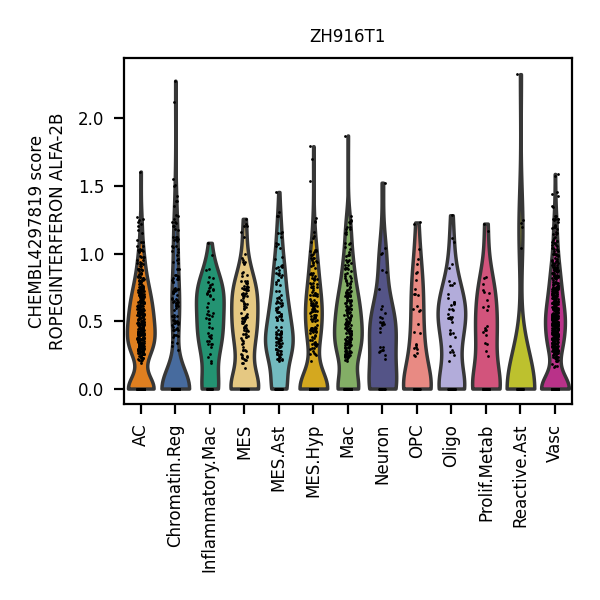 ZH916T1
CHEMBL4297819 score
ROPEGINTERFERON ALFA-2B
2.0
1.5
1.0
0.5
0.0
AC
Chromatin.Reg
Inflammatory.Mac
MES
MES.Ast
MES.Hyp
Mac
Neuron
OPC
Oligo
Prolif.Metab
Reactive.Ast
Vasc